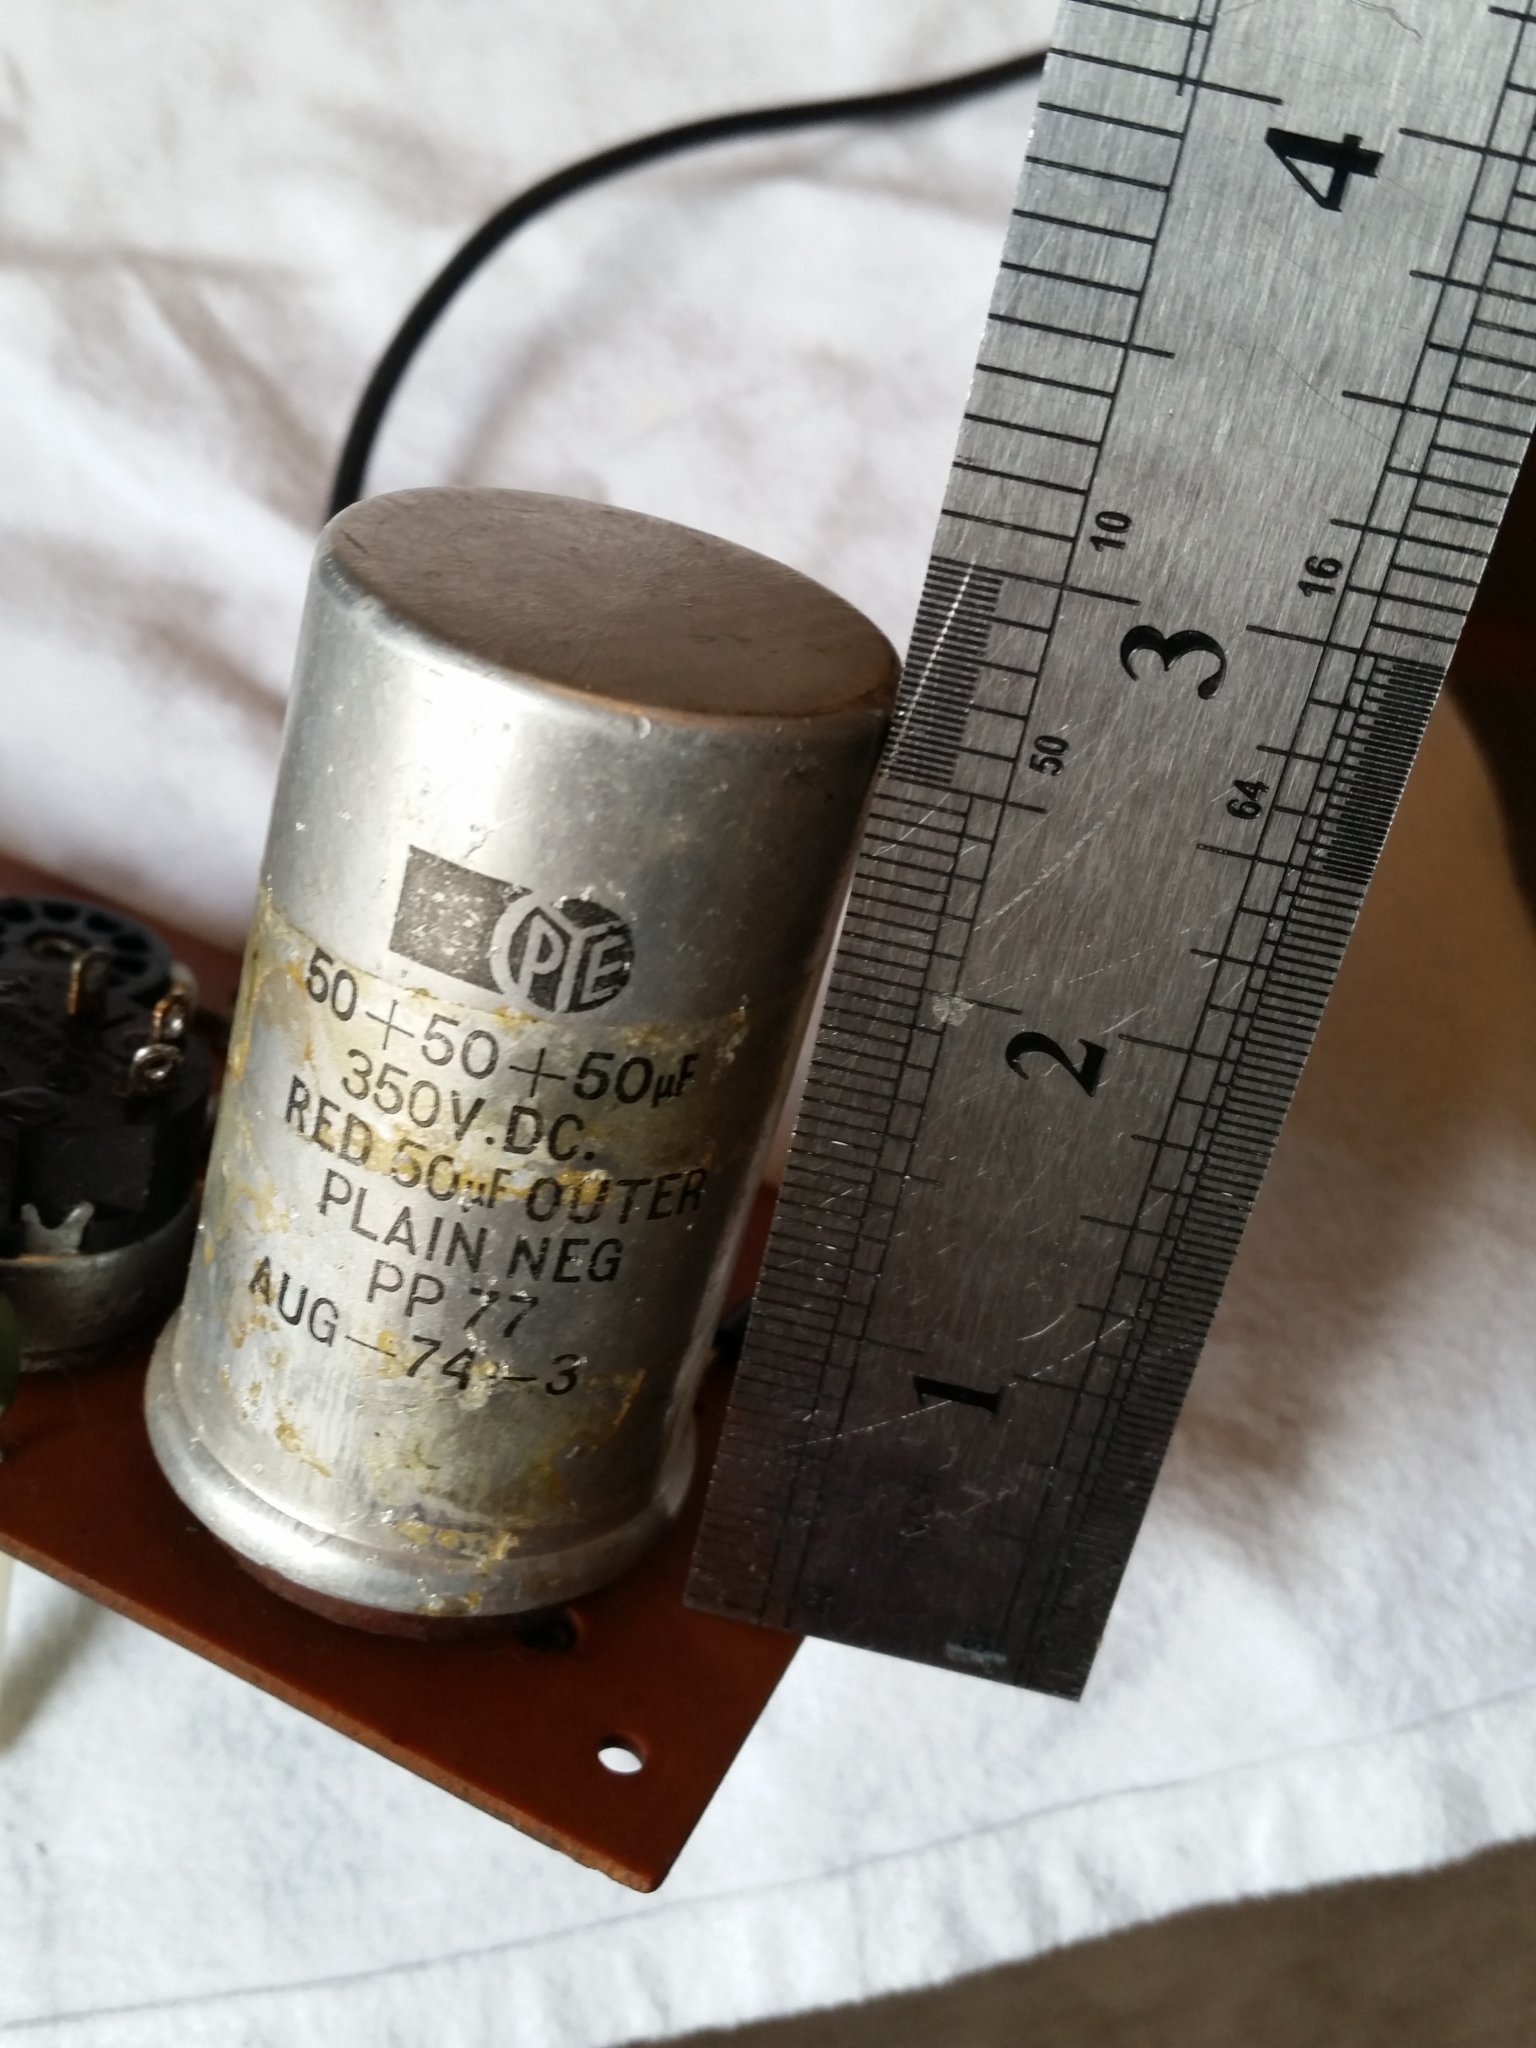 PYE
50+50+50µF
350V.DC.
RED 50µF OUTER
PLAIN NEG
PP 77
AUG-74-3
4
10
16
3
50
64
2
1